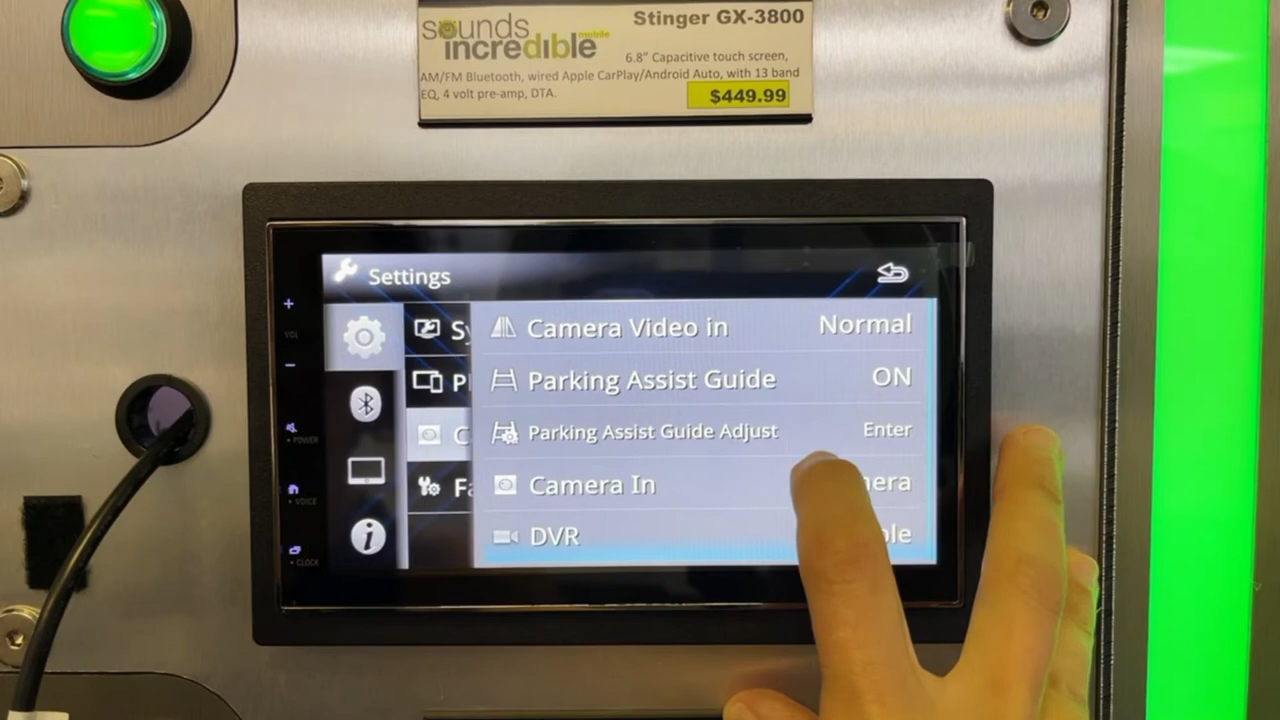 sounds
mobile
incredible
Stinger GX-3800
6.8" Capacitive touch screen,
AM/FM Bluetooth, wired Apple CarPlay/Android Auto, with 13 band
EQ, 4 volt pre-amp, DTA.
$449.99
Settings
Camera Video in Normal
Parking Assist Guide ON
Parking Assist Guide Adjust Enter
Camera In
DVR
+
VOL
-
POWER
VOICE
CLOCK